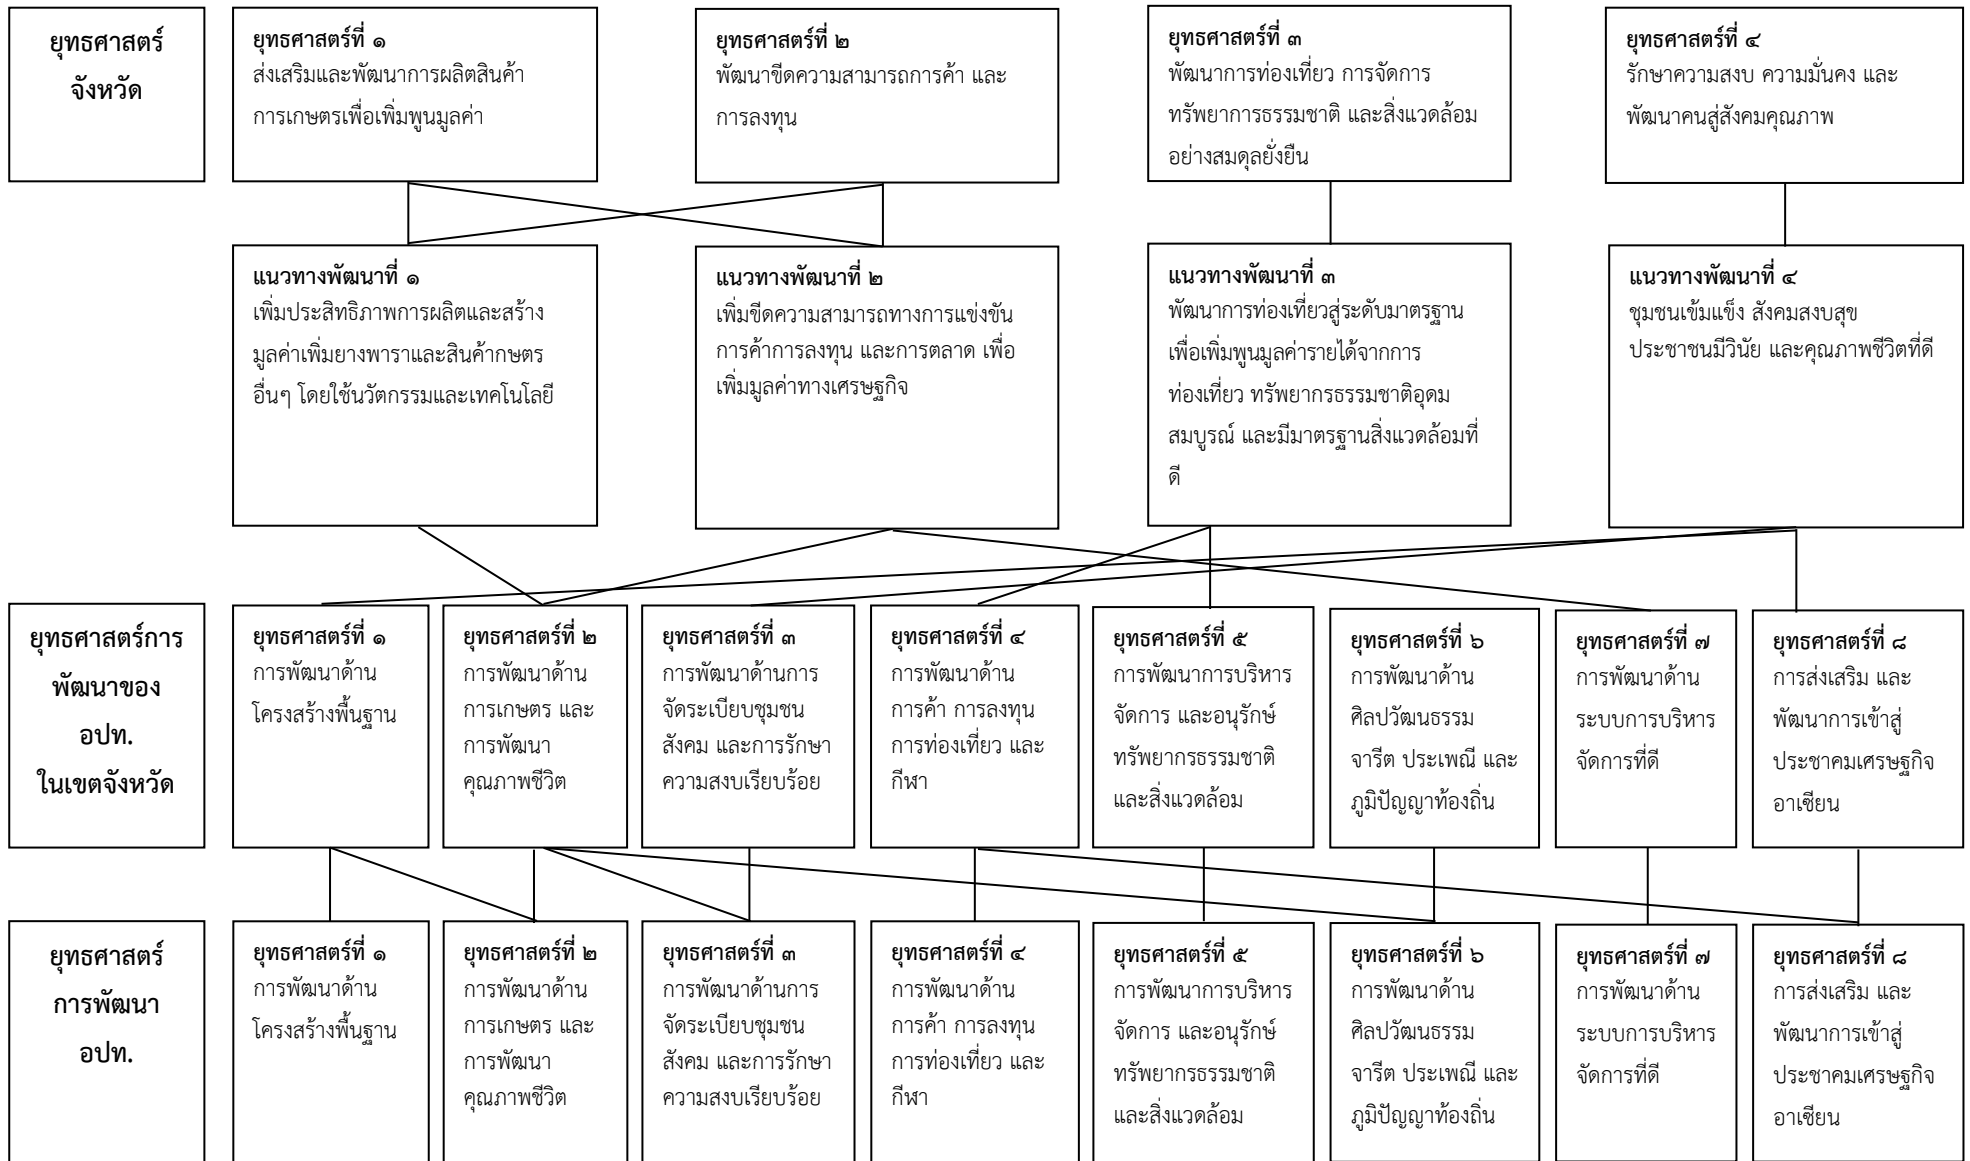 ยุทธศาสตร์
จังหวัด
ยุทธศาสตร์ที่ ๑
ส่งเสริมและพัฒนาการผลิตสินค้า
การเกษตรเพื่อเพิ่มพูนมูลค่า
ยุทธศาสตร์ที่ ๒
พัฒนาขีดความสามารถการค้า และ
การลงทุน
ยุทธศาสตร์ที่ ๓
พัฒนาการท่องเที่ยว การจัดการ
ทรัพยาการธรรมชาติ และสิ่งแวดล้อม
อย่างสมดุลยั่งยืน
ยุทธศาสตร์ที่ ๔
รักษาความสงบ ความมั่นคง และ
พัฒนาคนสู่สังคมคุณภาพ
แนวทางพัฒนาที่ ๑
เพิ่มประสิทธิภาพการผลิตและสร้าง
มูลค่าเพิ่มยางพาราและสินค้ากษตร
อื่นๆ โดยใช้นวัตกรรมและเทคโนโลยี
แนวทางพัฒนาที่ ๒
เพิ่มขีดความสามารถทางการแข่งขัน
การค้าการลงทุน และการตลาด เพื่อ
เพิ่มมูลค่าทางเศรษฐกิจ
แนวทางพัฒนาที่ ๓
พัฒนาการท่องเที่ยวสู่ระดับมาตรฐาน
เพื่อเพิ่มพูนมูลค่ารายได้จากการ
ท่องเที่ยว ทรัพยากรธรรมชาติอุดม
สมบูรณ์ และมีมาตรฐานสิ่งแวดล้อมที่
ดี
แนวทางพัฒนาที่ ๔
ชุมชนเข้มแข็ง สังคมสงบสุข
ประชาชนมีวินัย และคุณภาพชีวิตที่ดี
ยุทธศาสตร์การ
พัฒนาของ
อปท.
ในเขตจังหวัด
ยุทธศาสตร์ที่ ๑
การพัฒนาด้าน
โครงสร้างพื้นฐาน
ยุทธศาสตร์ที่ ๒
การพัฒนาด้าน
การเกษตร และ
การพัฒนา
คุณภาพชีวิต
ยุทธศาสตร์ที่ ๓
การพัฒนาด้านการ
จัดระเบียบชุมชน
สังคม และการรักษา
ความสงบเรียบร้อย
ยุทธศาสตร์ที่ ๔
การพัฒนาด้าน
การค้า การลงทุน
การท่องเที่ยว และ
กีฬา
ยุทธศาสตร์ที่ ๕
การพัฒนาการบริหาร
จัดการ และอนุรักษ์
ทรัพยากรธรรมชาติ
และสิ่งแวดล้อม
ยุทธศาสตร์ที่ ๖
การพัฒนาด้าน
ศิลปวัฒนธรรม
จารีต ประเพณี และ
ภูมิปัญญาท้องถิ่น
ยุทธศาสตร์ที่ ๗
การพัฒนาด้าน
ระบบการบริหาร
จัดการที่ดี
ยุทธศาสตร์ที่ ๘
การส่งเสริม และ
พัฒนาการเข้าสู่
ประชาคมเศรษฐกิจ
อาเซียน
ยุทธศาสตร์
การพัฒนา
อปท.
ยุทธศาสตร์ที่ ๑
การพัฒนาด้าน
โครงสร้างพื้นฐาน
ยุทธศาสตร์ที่ ๒
การพัฒนาด้าน
การเกษตร และ
การพัฒนา
คุณภาพชีวิต
ยุทธศาสตร์ที่ ๓
การพัฒนาด้านการ
จัดระเบียบชุมชน
สังคม และการรักษา
ความสงบเรียบร้อย
ยุทธศาสตร์ที่ ๔
การพัฒนาด้าน
การค้า การลงทุน
การท่องเที่ยว และ
กีฬา
ยุทธศาสตร์ที่ ๕
การพัฒนาการบริหาร
จัดการ และอนุรักษ์
ทรัพยากรธรรมชาติ
และสิ่งแวดล้อม
ยุทธศาสตร์ที่ ๖
การพัฒนาด้าน
ศิลปวัฒนธรรม
จารีต ประเพณี และ
ภูมิปัญญาท้องถิ่น
ยุทธศาสตร์ที่ ๗
การพัฒนาด้าน
ระบบการบริหาร
จัดการที่ดี
ยุทธศาสตร์ที่ ๘
การส่งเสริม และ
พัฒนาการเข้าสู่
ประชาคมเศรษฐกิจ
อาเซียน